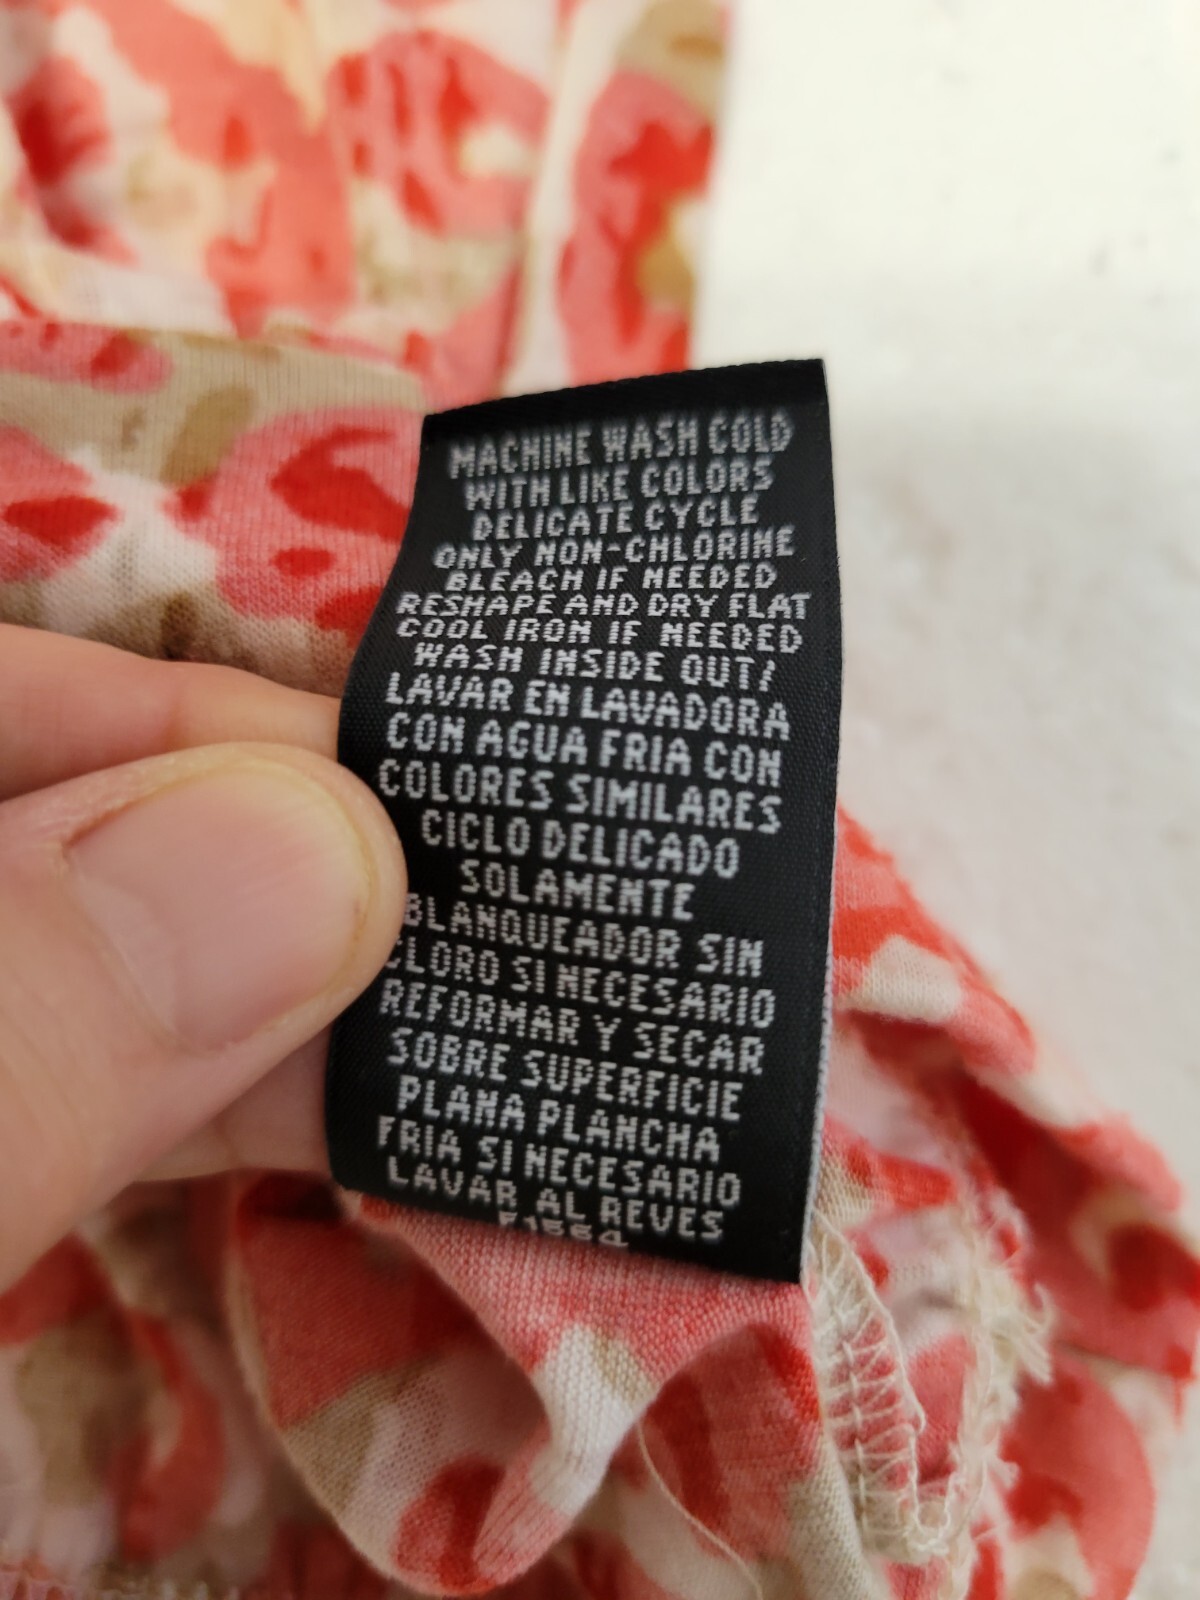 MACHINE WASH COLD
WITH LIKE COLORS
DELICATE CYCLE
ONLY NON-CHLORINE
BLEACH IF NEEDED
RESHAPE AND DRY FLAT
COOL IRON IF NEEDED
WASH INSIDE OUT/
LAVAR EN LAVADORA
CON AGUA FRIA CON
COLORES SIMILARES
CICLO DELICADO
SOLAMENTE
BLANQUEADOR SIN
CLORO SI NECESARIO
REFORMAR Y SECAR
SOBRE SUPERFICIE
PLANA PLANCHA
FRIA SI NECESARIO
LAVAR AL REVES